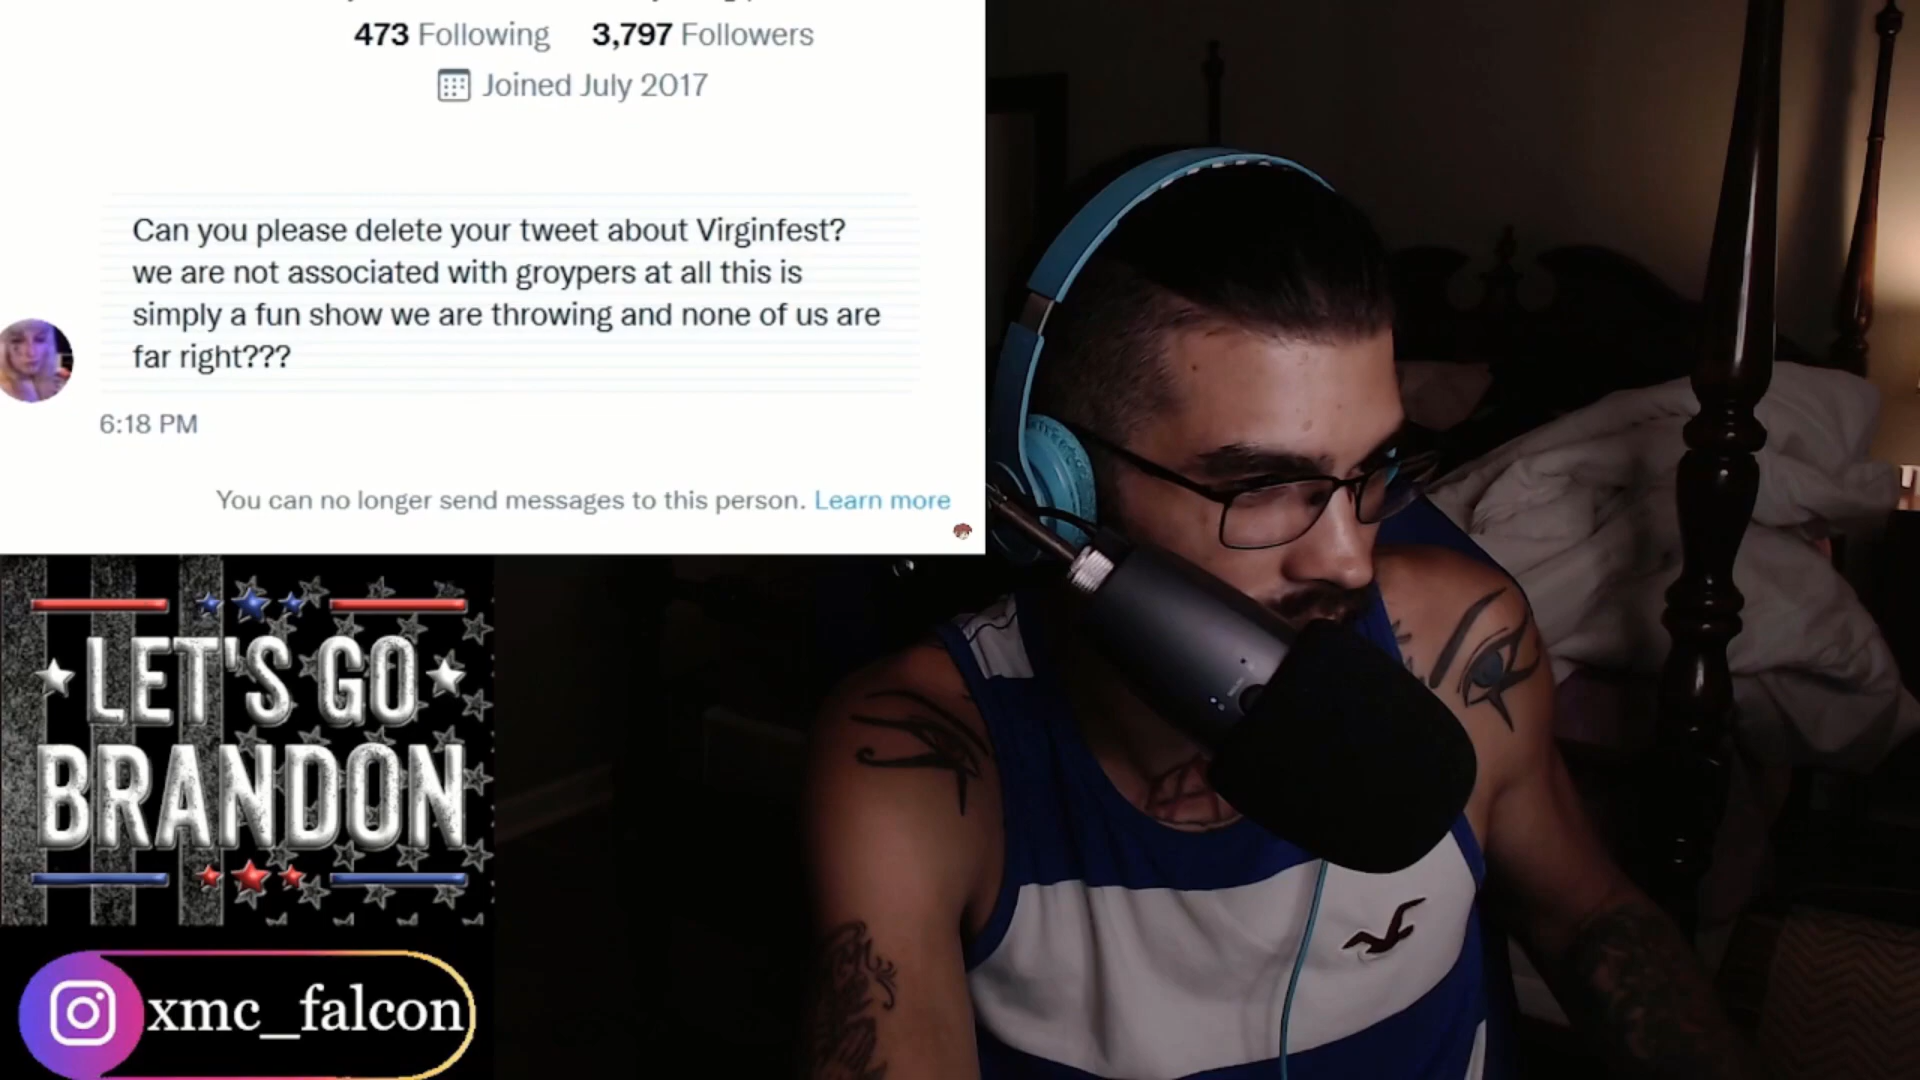 473 Following 3,797 Followers
Joined July 2017
Can you please delete your tweet about Virginfest?
we are not associated with groypers at all this is
simply a fun show we are throwing and none of us are
far right???
6:18 PM
You can no longer send messages to this person. Learn more
LET'S GO
BRANDON
xmc_falcon